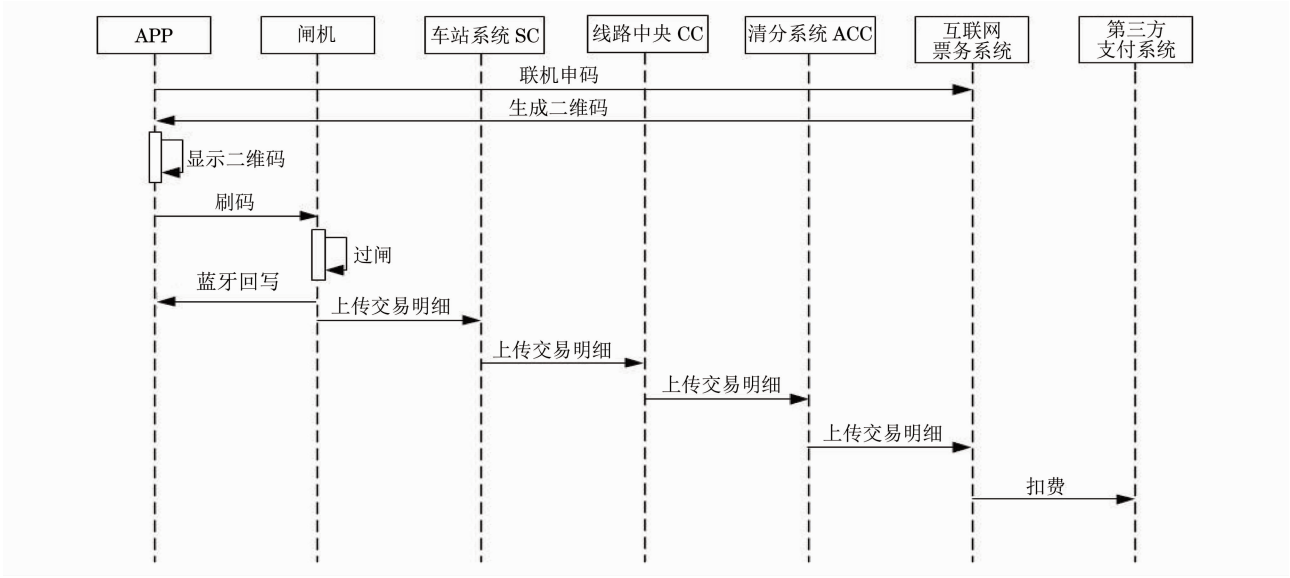 APP
闸机
车站系统 SC
线路中央 CC
清分系统 ACC
互联网
票务系统
第三方
支付系统
联机申码
生成二维码
显示二维码
刷码
过闸
蓝牙回写
上传交易明细
上传交易明细
上传交易明细
上传交易明细
扣费